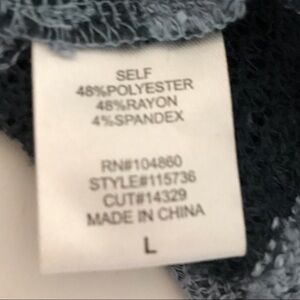 SELF
48%POLYESTER
48%RAYON
4%SPANDEX
RN#104860
STYLE#115736
CUT#14329
MADE IN CHINA
L